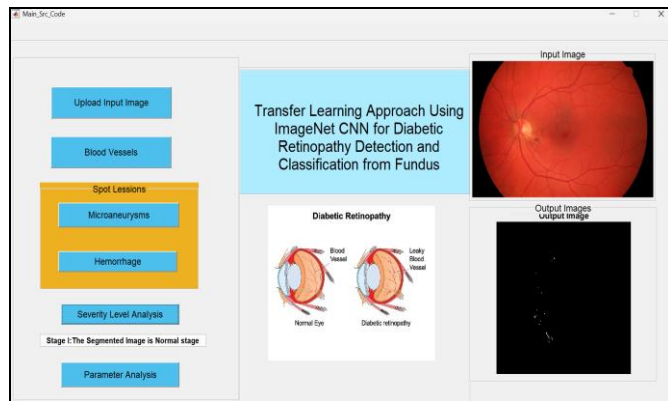 Main_Src_Code
Upload Input Image
Blood Vessels
Spot Lessions
Microaneurysms
Hemorrhage
Severity Level Analysis
Stage I:The Segmented Image is Normal stage
Parameter Analysis
Transfer Learning Approach Using
ImageNet CNN for Diabetic
Retinopathy Detection and
Classification from Fundus
Diabetic Retinopathy
Blood
Vessel
Normal Eye
Leaky
Blood
Vessel
Diabetic retinopathy
Input Image
Output Images
Output Image